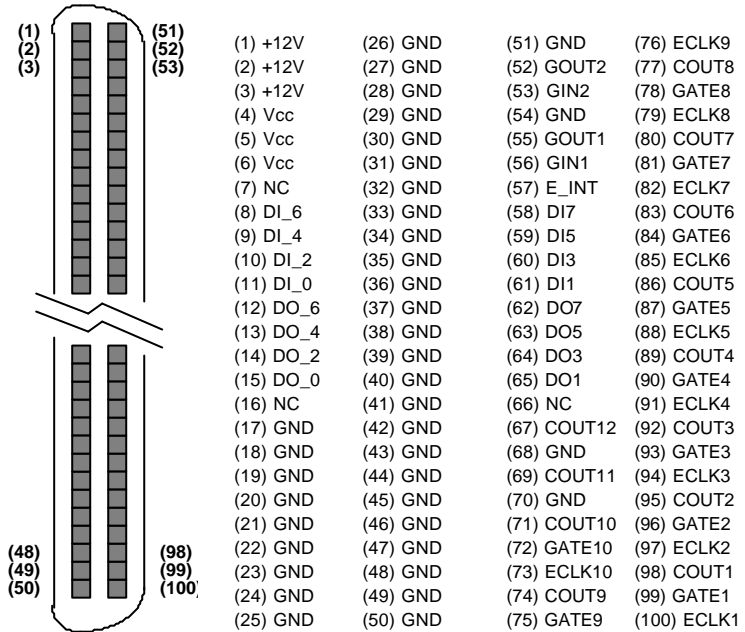 (1) (51)
(2) (52)
(3) (53)
(48) (98)
(49) (99)
(50) (100)
(1) +12V (26) GND (51) GND (76) ECLK9
(2) +12V (27) GND (52) GOUT2 (77) COUT8
(3) +12V (28) GND (53) GIN2 (78) GATE8
(4) Vcc (29) GND (54) GND (79) ECLK8
(5) Vcc (30) GND (55) GOUT1 (80) COUT7
(6) Vcc (31) GND (56) GIN1 (81) GATE7
(7) NC (32) GND (57) E_INT (82) ECLK7
(8) DI_6 (33) GND (58) DI7 (83) COUT6
(9) DI_4 (34) GND (59) DI5 (84) GATE6
(10) DI_2 (35) GND (60) DI3 (85) ECLK6
(11) DI_0 (36) GND (61) DI1 (86) COUT5
(12) DO_6 (37) GND (62) DO7 (87) GATE5
(13) DO_4 (38) GND (63) DO5 (88) ECLK5
(14) DO_2 (39) GND (64) DO3 (89) COUT4
(15) DO_0 (40) GND (65) DO1 (90) GATE4
(16) NC (41) GND (66) NC (91) ECLK4
(17) GND (42) GND (67) COUT12 (92) COUT3
(18) GND (43) GND (68) GND (93) GATE3
(19) GND (44) GND (69) COUT11 (94) ECLK3
(20) GND (45) GND (70) GND (95) COUT2
(21) GND (46) GND (71) COUT10 (96) GATE2
(22) GND (47) GND (72) GATE10 (97) ECLK2
(23) GND (48) GND (73) ECLK10 (98) COUT1
(24) GND (49) GND (74) COUT9 (99) GATE1
(25) GND (50) GND (75) GATE9 (100) ECLK1